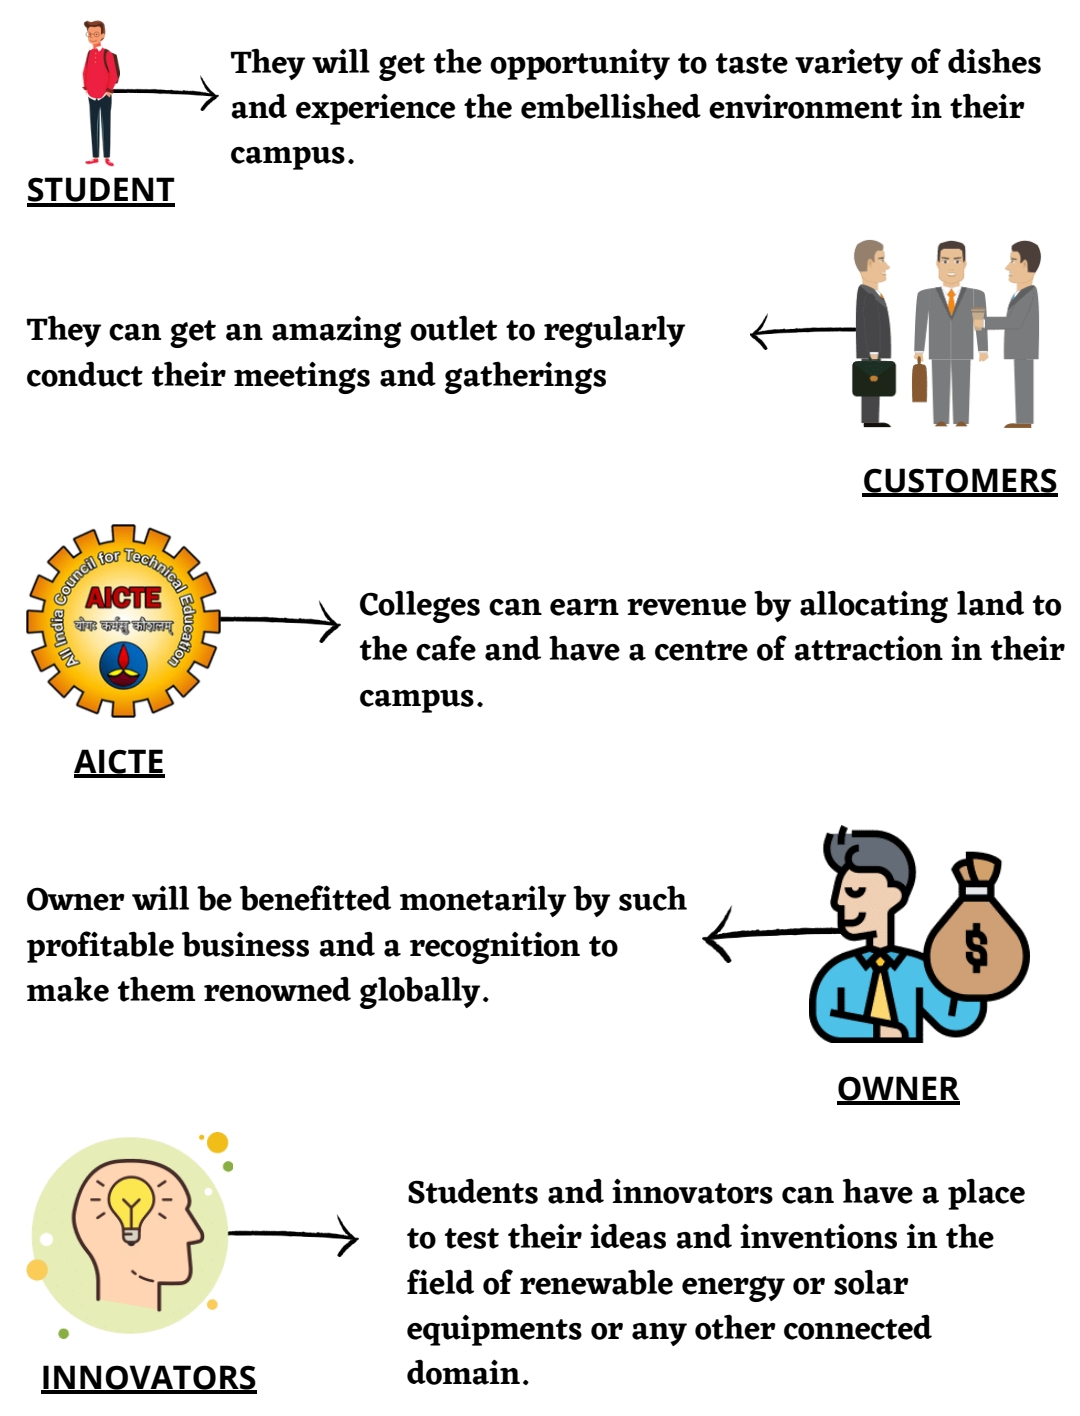 They will get the opportunity to taste variety of dishes
and experience the embellished environment in their
campus.
STUDENT
They can get an amazing outlet to regularly
conduct their meetings and gatherings
CUSTOMERS
All India Council for Technical Education
AICTE
योगः कर्मसु कौशलम्
Colleges can earn revenue by allocating land to
the cafe and have a centre of attraction in their
campus.
AICTE
Owner will be benefitted monetarily by such
profitable business and a recognition to
make them renowned globally.
$
OWNER
Students and innovators can have a place
to test their ideas and inventions in the
field of renewable energy or solar
equipments or any other connected
domain.
INNOVATORS